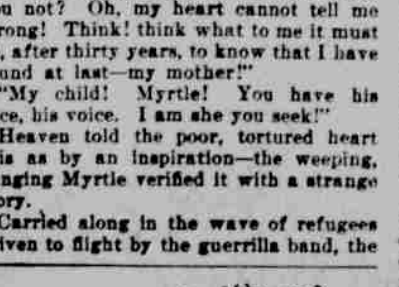 u not? Oh, my heart cannot tell me
rong! Think! think what to me it must
, after thirty years, to know that I have
und at last—my mother!"
"My child! Myrtle! You have his
ce, his voice. I am she you seek!"
Heaven told the poor, tortured heart
is as by an inspiration—the weeping,
nging Myrtle verified it with a strange
ory.
Carried along in the wave of refugees
iven to flight by the guerrilla band, the